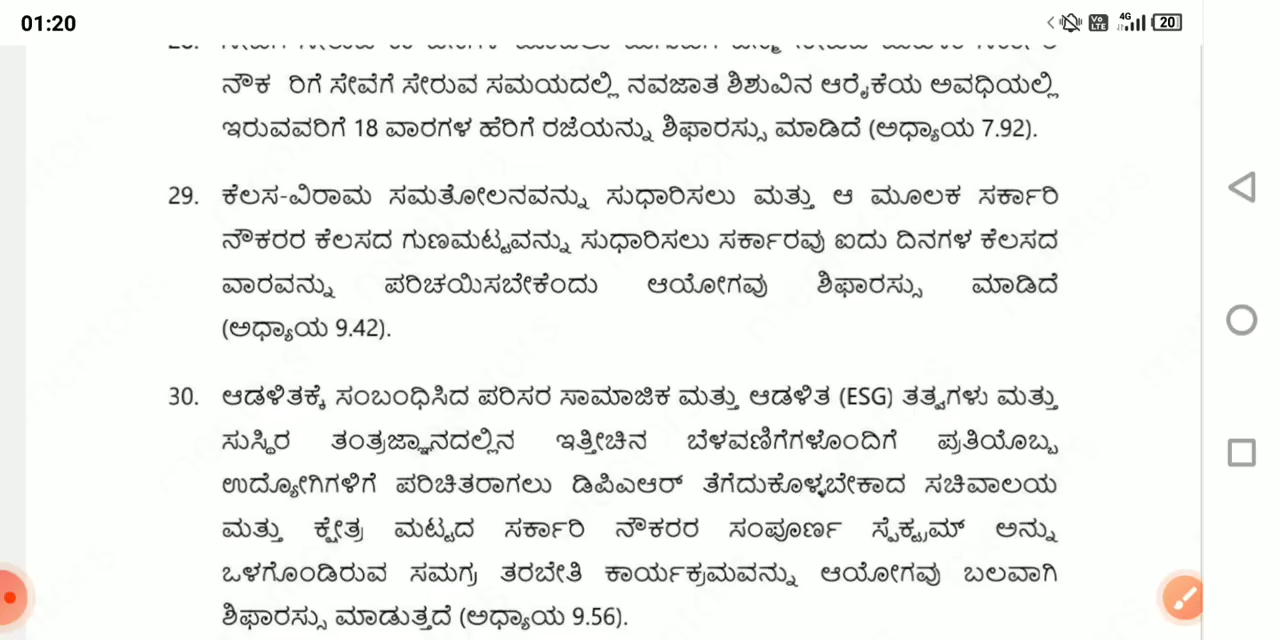 01:20
4G
Vo LTE
20
ನೌಕ ರಿಗೆ ಸೇವೆಗೆ ಸೇರುವ ಸಮಯದಲ್ಲಿ ನವಜಾತ ಶಿಶುವಿನ ಆರೈಕೆಯ ಅವಧಿಯಲ್ಲಿ
ಇರುವವರಿಗೆ 18 ವಾರಗಳ ಹೆರಿಗೆ ರಜೆಯನ್ನು ಶಿಫಾರಸ್ಸು ಮಾಡಿದೆ (ಅಧ್ಯಾಯ 7.92).
29. ಕೆಲಸ-ವಿರಾಮ ಸಮತೋಲನವನ್ನು ಸುಧಾರಿಸಲು ಮತ್ತು ಆ ಮೂಲಕ ಸರ್ಕಾರಿ
ನೌಕರರ ಕೆಲಸದ ಗುಣಮಟ್ಟವನ್ನು ಸುಧಾರಿಸಲು ಸರ್ಕಾರವು ಐದು ದಿನಗಳ ಕೆಲಸದ
ವಾರವನ್ನು ಪರಿಚಯಿಸಬೇಕೆಂದು ಆಯೋಗವು ಶಿಫಾರಸ್ಸು ಮಾಡಿದೆ
(ಅಧ್ಯಾಯ 9.42).
30. ಆಡಳಿತಕ್ಕೆ ಸಂಬಂಧಿಸಿದ ಪರಿಸರ ಸಾಮಾಜಿಕ ಮತ್ತು ಆಡಳಿತ (ESG) ತತ್ವಗಳು ಮತ್ತು
ಸುಸ್ಥಿರ ತಂತ್ರಜ್ಞಾನದಲ್ಲಿನ ಇತ್ತೀಚಿನ ಬೆಳವಣಿಗೆಗಳೊಂದಿಗೆ ಪ್ರತಿಯೊಬ್ಬ
ಉದ್ಯೋಗಿಗಳಿಗೆ ಪರಿಚಿತರಾಗಲು ಡಿಪಿಎಆರ್ ತೆಗೆದುಕೊಳ್ಳಬೇಕಾದ ಸಚಿವಾಲಯ
ಮತ್ತು ಕ್ಷೇತ್ರ ಮಟ್ಟದ ಸರ್ಕಾರಿ ನೌಕರರ ಸಂಪೂರ್ಣ ಸ್ಪೆಕ್ಟ್ರಮ್ ಅನ್ನು
ಒಳಗೊಂಡಿರುವ ಸಮಗ್ರ ತರಬೇತಿ ಕಾರ್ಯಕ್ರಮವನ್ನು ಆಯೋಗವು ಬಲವಾಗಿ
ಶಿಫಾರಸ್ಸು ಮಾಡುತ್ತದೆ (ಅಧ್ಯಾಯ 9.56).